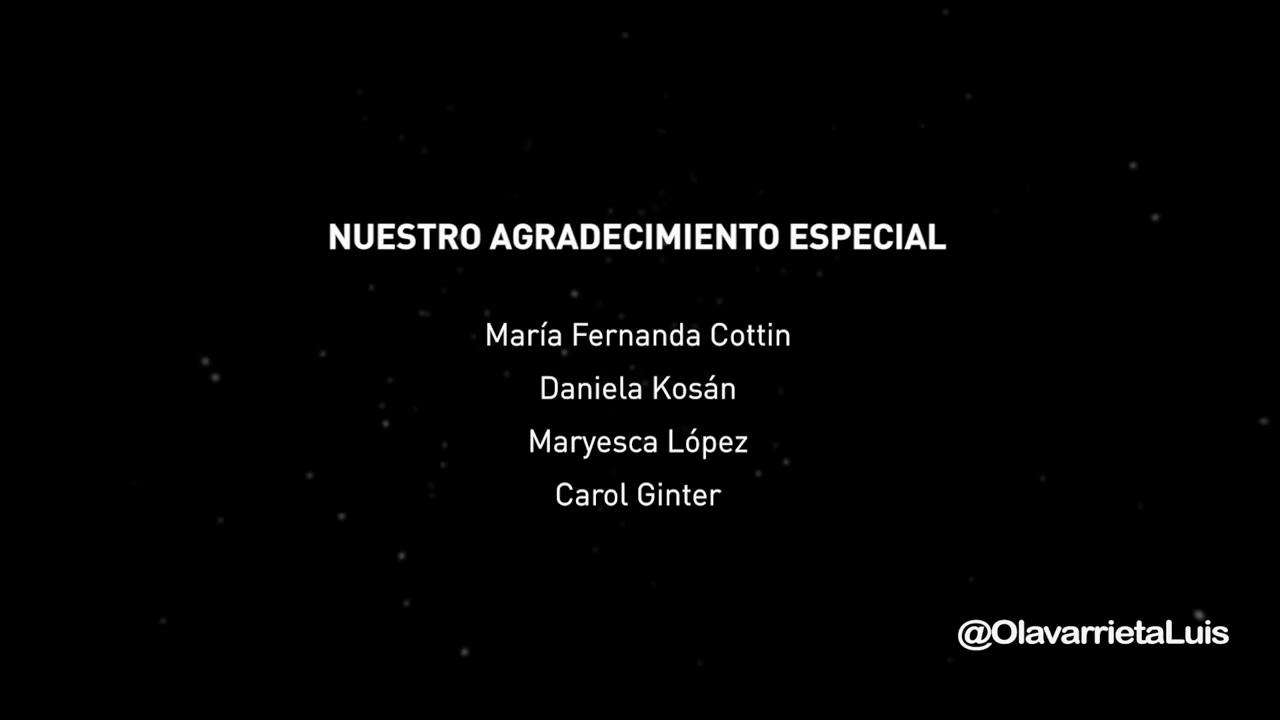 NUESTRO AGRADECIMIENTO ESPECIAL
María Fernanda Cottin
Daniela Kosán
Maryesca López
Carol Ginter
@OlavarrietaLuis